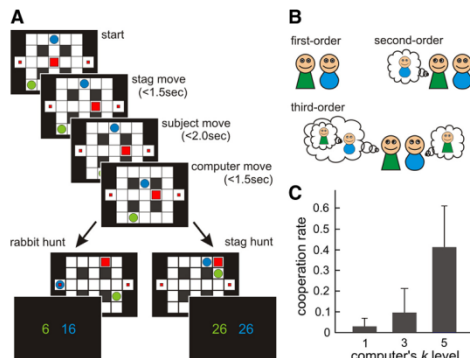 A
start
stag move
(<1.5sec)
subject move
(<2.0sec)
computer move
(<1.5sec)
rabbit hunt
stag hunt
6 16
26 26
B
first-order
second-order
third-order
C
cooperation rate
0.6
0.5
0.4
0.3
0.2
0.1
0
1 3 5
computer's k level